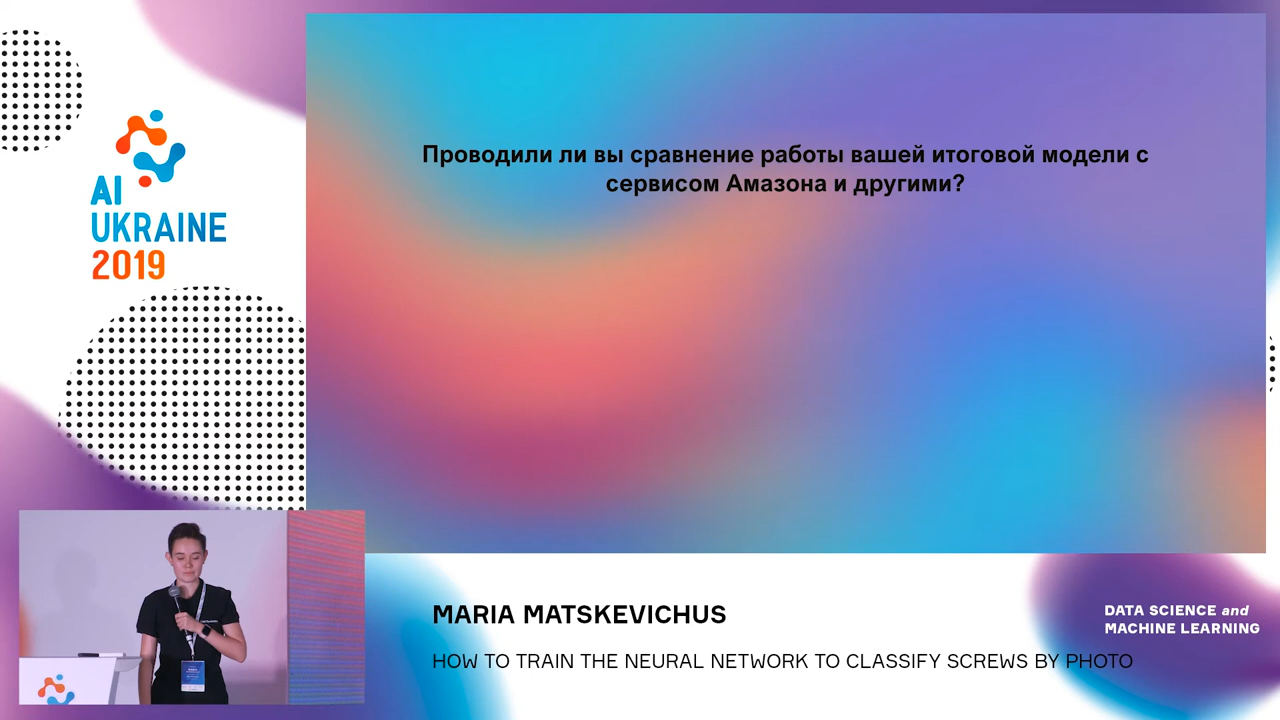 AI
UKRAINE
2019
Проводили ли вы сравнение работы вашей итоговой модели с
сервисом Амазона и другими?
MARIA MATSKEVICHUS
HOW TO TRAIN THE NEURAL NETWORK TO CLASSIFY SCREWS BY PHOTO
DATA SCIENCE and
MACHINE LEARNING